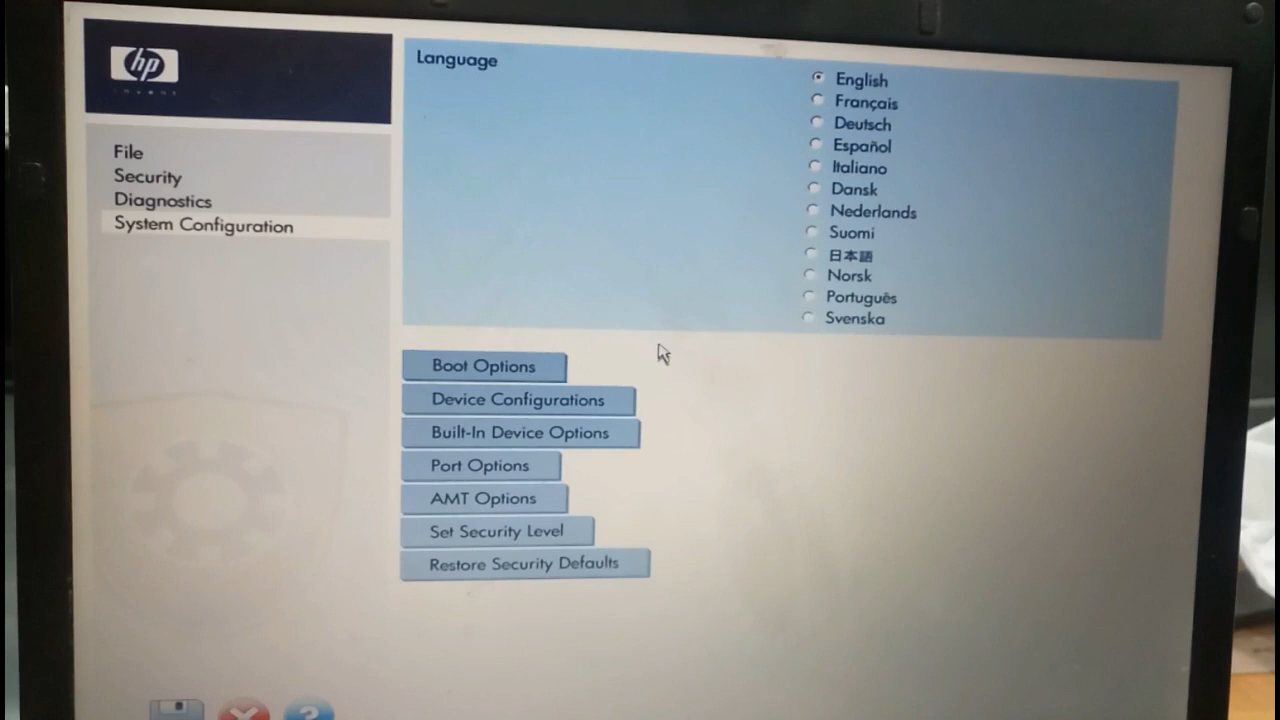 hp
invent
File
Security
Diagnostics
System Configuration
Language
English
Français
Deutsch
Español
Italiano
Dansk
Nederlands
Suomi
日本語
Norsk
Português
Svenska
Boot Options
Device Configurations
Built-In Device Options
Port Options
AMT Options
Set Security Level
Restore Security Defaults
?